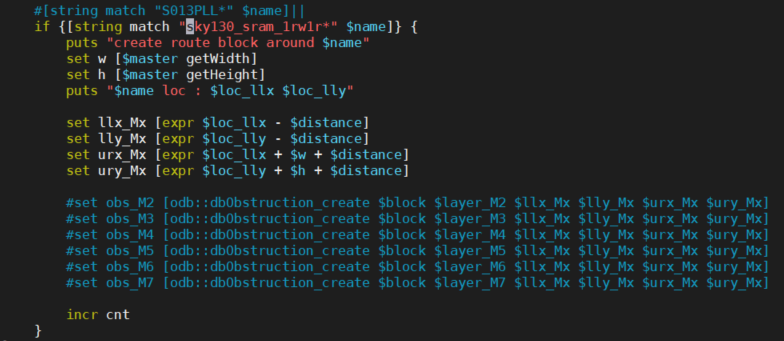 #[string match "S013PLL*" $name]||
if {[string match "sky130_sram_1rw1r*" $name]} {
puts "create route block around $name"
set w [$master getWidth]
set h [$master getHeight]
puts "$name loc : $loc_llx $loc_lly"
set llx_Mx [expr $loc_llx - $distance]
set lly_Mx [expr $loc_lly - $distance]
set urx_Mx [expr $loc_llx + $w + $distance]
set ury_Mx [expr $loc_lly + $h + $distance]
#set obs_M2 [odb::dbObstruction_create $block $layer_M2 $llx_Mx $lly_Mx $urx_Mx $ury_Mx]
#set obs_M3 [odb::dbObstruction_create $block $layer_M3 $llx_Mx $lly_Mx $urx_Mx $ury_Mx]
#set obs_M4 [odb::dbObstruction_create $block $layer_M4 $llx_Mx $lly_Mx $urx_Mx $ury_Mx]
#set obs_M5 [odb::dbObstruction_create $block $layer_M5 $llx_Mx $lly_Mx $urx_Mx $ury_Mx]
#set obs_M6 [odb::dbObstruction_create $block $layer_M6 $llx_Mx $lly_Mx $urx_Mx $ury_Mx]
#set obs_M7 [odb::dbObstruction_create $block $layer_M7 $llx_Mx $lly_Mx $urx_Mx $ury_Mx]
incr cnt
}